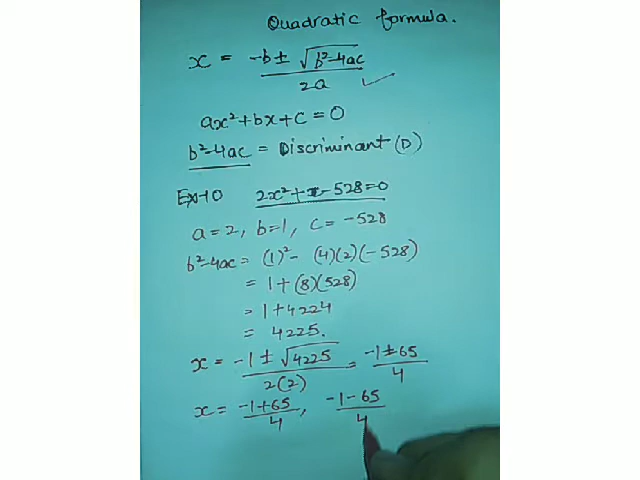 Quadratic formula.
x = -b ± √b²-4ac / 2a
ax² + bx + c = 0
b²-4ac = Discriminant (D)
Ex-10 2x² + x - 528 = 0
a = 2, b = 1, c = -528
b²-4ac = (1)² - (4)(2)(-528)
= 1 + (8)(528)
= 1 + 4224
= 4225.
x = -1 ± √4225 / 2(2) = -1 ± 65 / 4
x = -1 + 65 / 4, -1 - 65 / 4